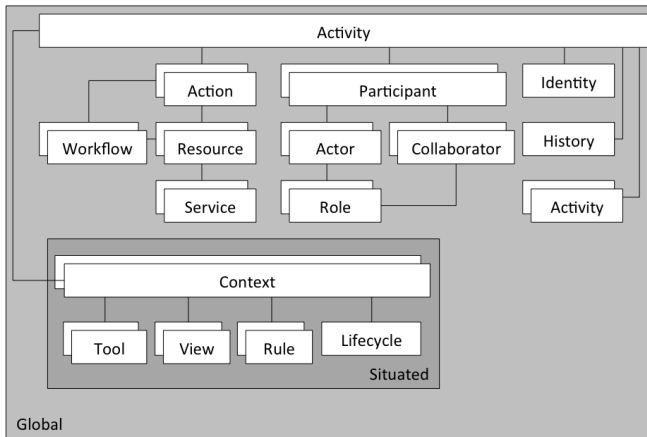 Activity
Action
Participant
Identity
Workflow
Resource
Actor
Collaborator
History
Service
Role
Activity
Context
Tool
View
Rule
Lifecycle
Situated
Global